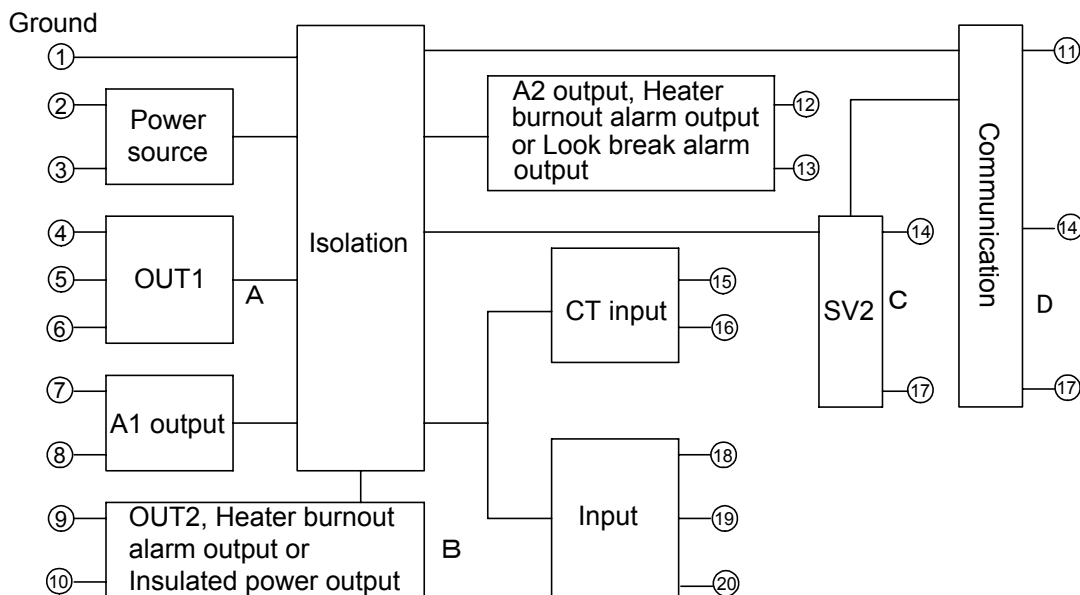 Ground
1
2
3
Power
source
4
5
6
OUT1
A
7
8
A1 output
9
10
OUT2, Heater burnout
alarm output or
Insulated power output
B
Isolation
A2 output, Heater
burnout alarm output
or Look break alarm
output
12
13
CT input
15
16
Input
18
19
20
SV2
14
C
17
Communication
11
14
D
17